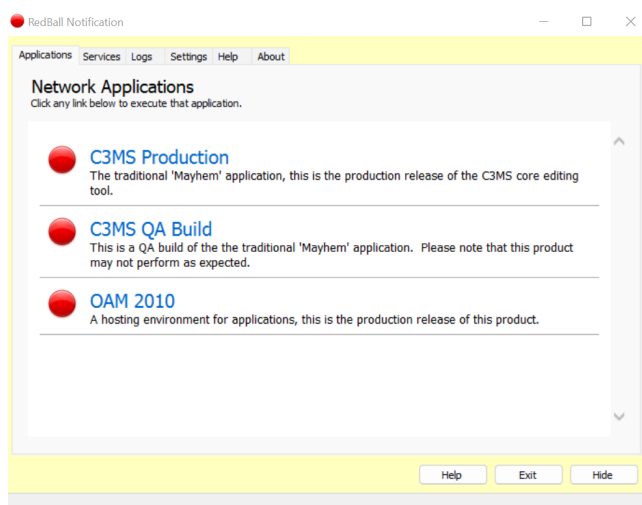 RedBall Notification
Applications Services Logs Settings Help About
Network Applications
Click any link below to execute that application.
C3MS Production
The traditional 'Mayhem' application, this is the production release of the C3MS core editing
tool.
C3MS QA Build
This is a QA build of the the traditional 'Mayhem' application. Please note that this product
may not perform as expected.
OAM 2010
A hosting environment for applications, this is the production release of this product.
Help Exit Hide